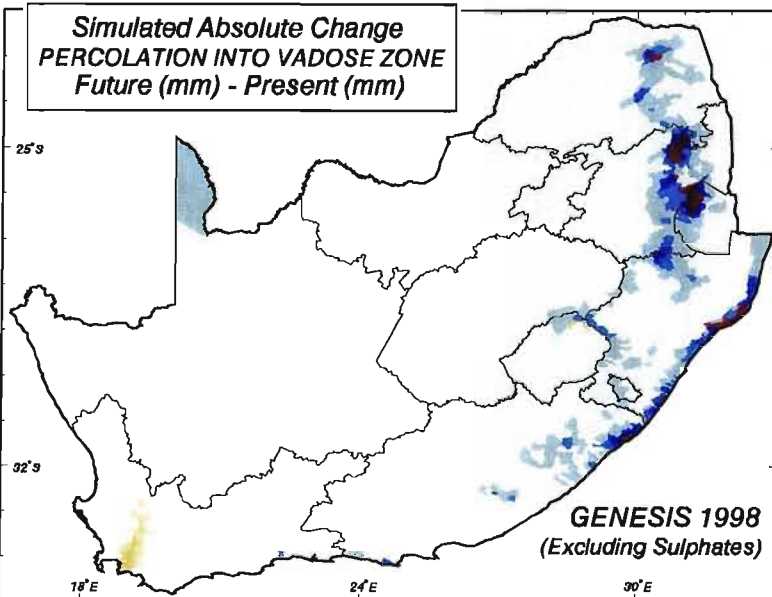 Simulated Absolute Change
PERCOLATION INTO VADOSE ZONE
Future (mm) - Present (mm)
25°S
32°S
GENESIS 1998
(Excluding Sulphates)
18°E
24°E
30°E